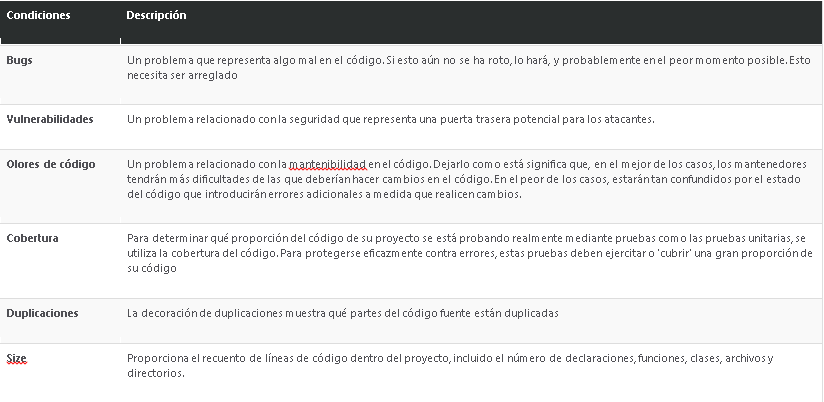 Condiciones Descripción
Bugs Un problema que representa algo mal en el código. Si esto aún no se ha roto, lo hará, y probablemente en el peor momento posible. Esto
necesita ser arreglado
Vulnerabilidades Un problema relacionado con la seguridad que representa una puerta trasera potencial para los atacantes.
Olores de código Un problema relacionado con la mantenibilidad en el código. Dejarlo como está significa que, en el mejor de los casos, los mantenedores
tendrán más dificultades de las que deberían hacer cambios en el código. En el peor de los casos, estarán tan confundidos por el estado
del código que introducirán errores adicionales a medida que realicen cambios.
Cobertura Para determinar qué proporción del código de su proyecto se está probando realmente mediante pruebas como las pruebas unitarias, se
utiliza la cobertura del código. Para protegerse eficazmente contra errores, estas pruebas deben ejercitar o 'cubrir' una gran proporción de
su código
Duplicaciones La decoración de duplicaciones muestra qué partes del código fuente están duplicadas
Size Proporciona el recuento de líneas de código dentro del proyecto, incluido el número de declaraciones, funciones, clases, archivos y
directorios.